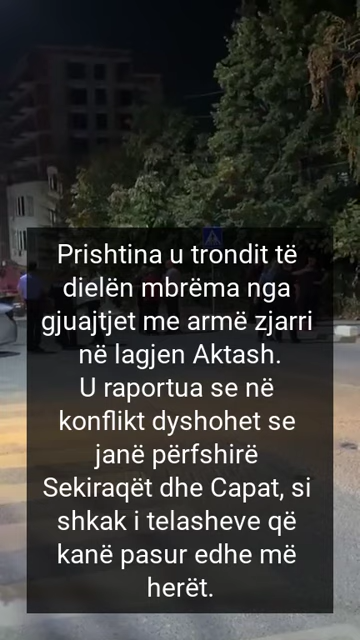 Prishtina u trondit të
dielën mbrëma nga
gjuajtjet me armë zjarri
në lagjen Aktash.
U raportua se në
konflikt dyshohet se
janë përfshirë
Sekiraqët dhe Capat, si
shkak i telasheve që
kanë pasur edhe më
herët.